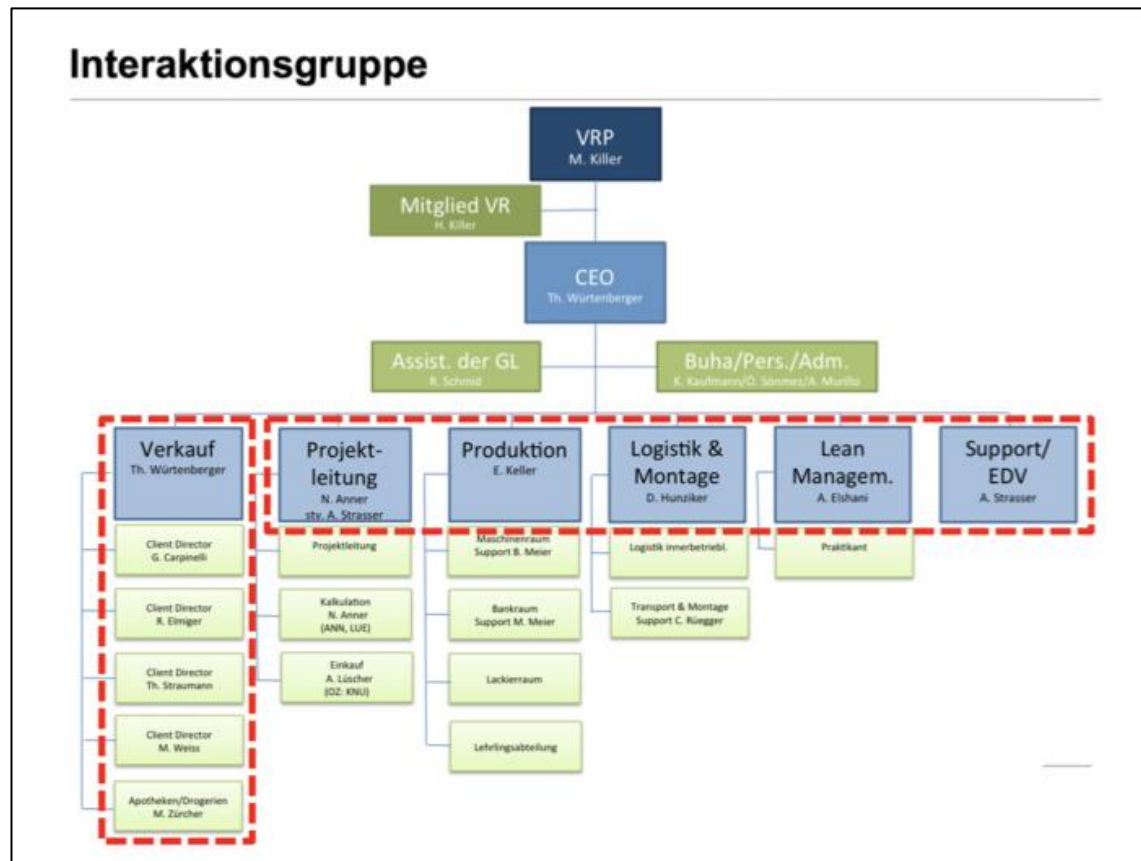 Interaktionsgruppe
VRP
M. Killer
Mitglied VR
H. Killer
CEO
Th. Würtenberger
Assist. der GL
R. Schmid
Buha/Pers./Adm.
K. Kaufmann/Ö. Sönmez/A. Murillo
Verkauf
Th. Würtenberger
Client Director
G. Carpinelli
Client Director
R. Elmiger
Client Director
Th. Straumann
Client Director
M. Weiss
Apotheken/Drogerien
M. Zürcher
Projekt-
leitung
N. Anner
stv. A. Strasser
Projektleitung
Kalkulation
N. Anner
(ANN, LUE)
Einkauf
A. Lüscher
(OZ: KNU)
Produktion
E. Keller
Maschinenraum
Support B. Meier
Bankraum
Support M. Meier
Lackierraum
Lehrlingsabteilung
Logistik &
Montage
D. Hunziker
Logistik innerbetriebl.
Transport & Montage
Support C. Rüegger
Lean
Managem.
A. Elshani
Praktikant
Support/
EDV
A. Strasser